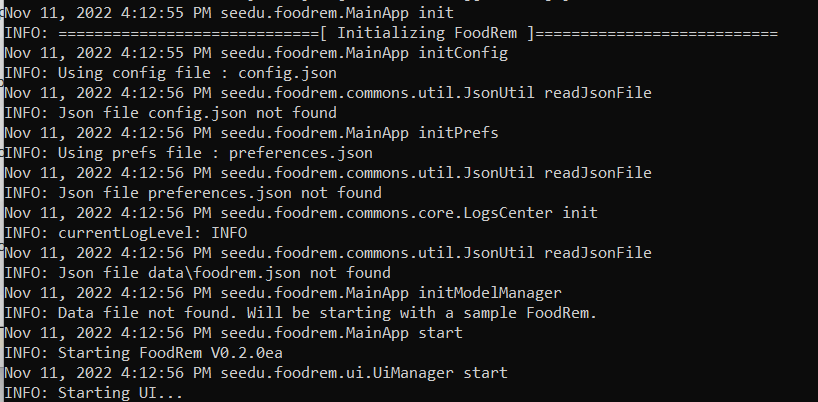 Nov 11, 2022 4:12:55 PM seedu.foodrem.MainApp init
INFO: =============================[ Initializing FoodRem ]===========================
Nov 11, 2022 4:12:55 PM seedu.foodrem.MainApp initConfig
INFO: Using config file : config.json
Nov 11, 2022 4:12:56 PM seedu.foodrem.commons.util.JsonUtil readJsonFile
INFO: Json file config.json not found
Nov 11, 2022 4:12:56 PM seedu.foodrem.MainApp initPrefs
INFO: Using prefs file : preferences.json
Nov 11, 2022 4:12:56 PM seedu.foodrem.commons.util.JsonUtil readJsonFile
INFO: Json file preferences.json not found
Nov 11, 2022 4:12:56 PM seedu.foodrem.commons.core.LogsCenter init
INFO: currentLogLevel: INFO
Nov 11, 2022 4:12:56 PM seedu.foodrem.commons.util.JsonUtil readJsonFile
INFO: Json file data\foodrem.json not found
Nov 11, 2022 4:12:56 PM seedu.foodrem.MainApp initModelManager
INFO: Data file not found. Will be starting with a sample FoodRem.
Nov 11, 2022 4:12:56 PM seedu.foodrem.MainApp start
INFO: Starting FoodRem V0.2.0ea
Nov 11, 2022 4:12:56 PM seedu.foodrem.ui.UiManager start
INFO: Starting UI...